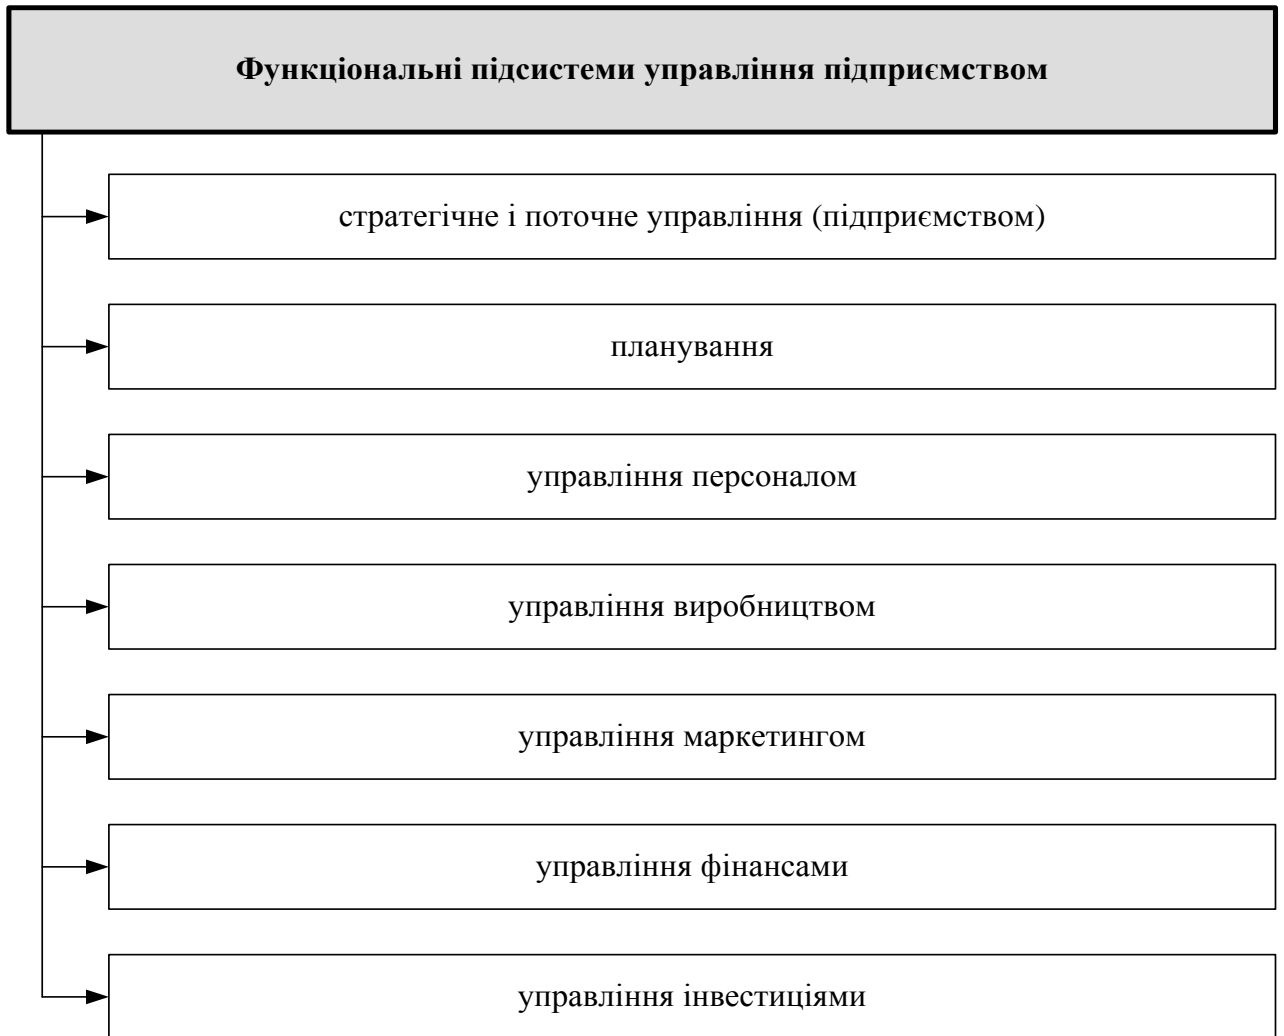 Функціональні підсистеми управління підприємством
стратегічне і поточне управління (підприємством)
планування
управління персоналом
управління виробництвом
управління маркетингом
управління фінансами
управління інвестиціями